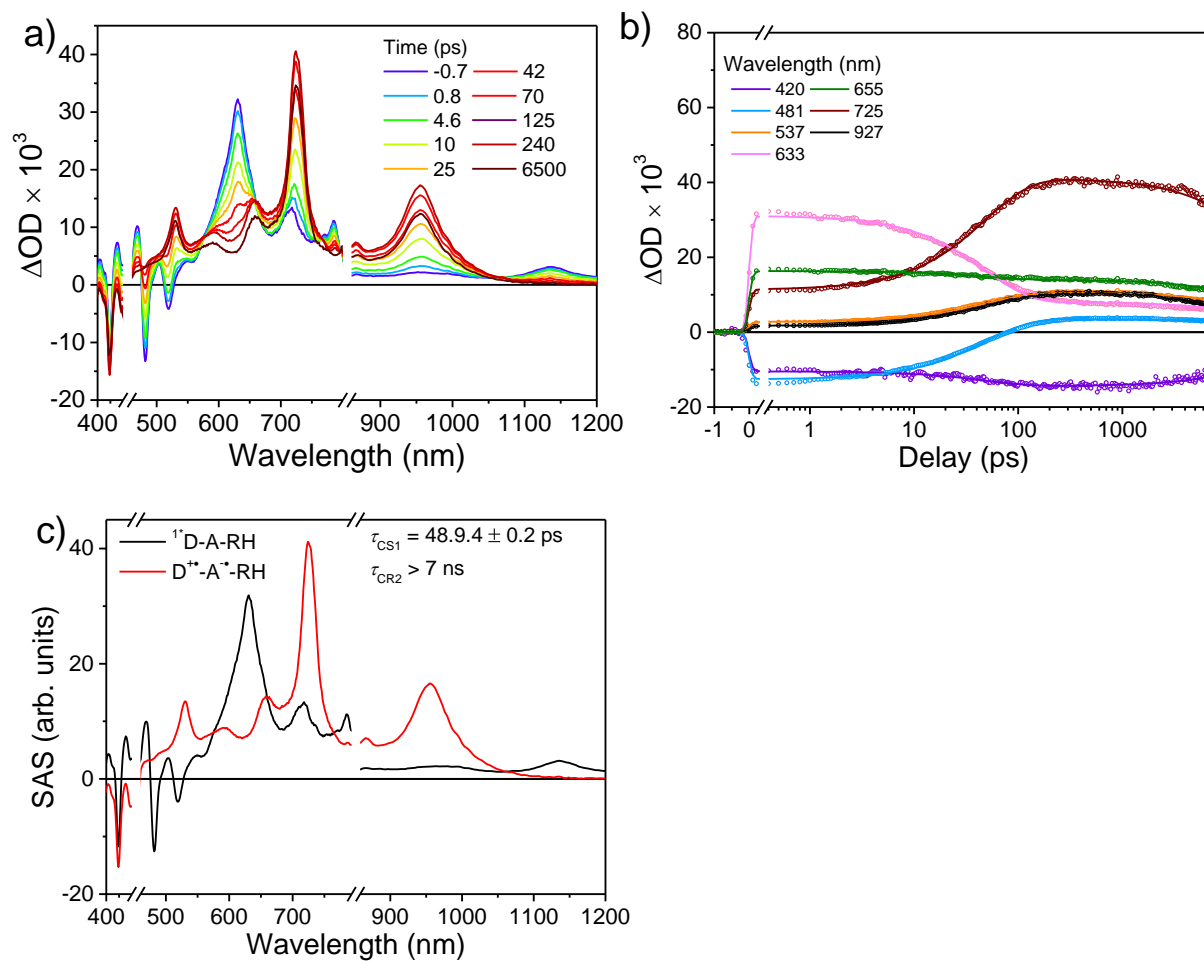 a)
Time (ps)
-0.7 42
0.8 70
4.6 125
10 240
25 6500
40
30
20
10
0
-10
-20
ΔOD × 10³
400 500 600 700 900 1000 1100 1200
Wavelength (nm)
b)
Wavelength (nm)
420 655
481 725
537 927
633
80
60
40
20
0
-20
ΔOD × 10³
-1 0 1 10 100 1000
Delay (ps)
c)
¹*D-A-RH
D⁺•-A⁻•-RH
τCS1 = 48.9.4 ± 0.2 ps
τCR2 > 7 ns
40
20
0
-20
SAS (arb. units)
400 500 600 700 900 1000 1100 1200
Wavelength (nm)